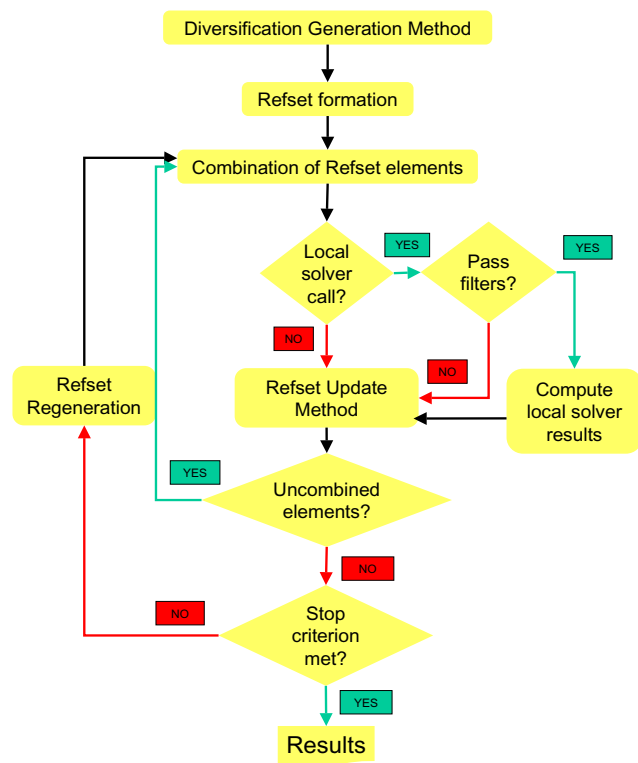 Diversification Generation Method
Refset formation
Combination of Refset elements
Local
solver
call?
YES
Pass
filters?
YES
NO
NO
Refset
Regeneration
Refset Update
Method
Compute
local solver
results
YES
Uncombined
elements?
NO
NO
Stop
criterion
met?
YES
Results